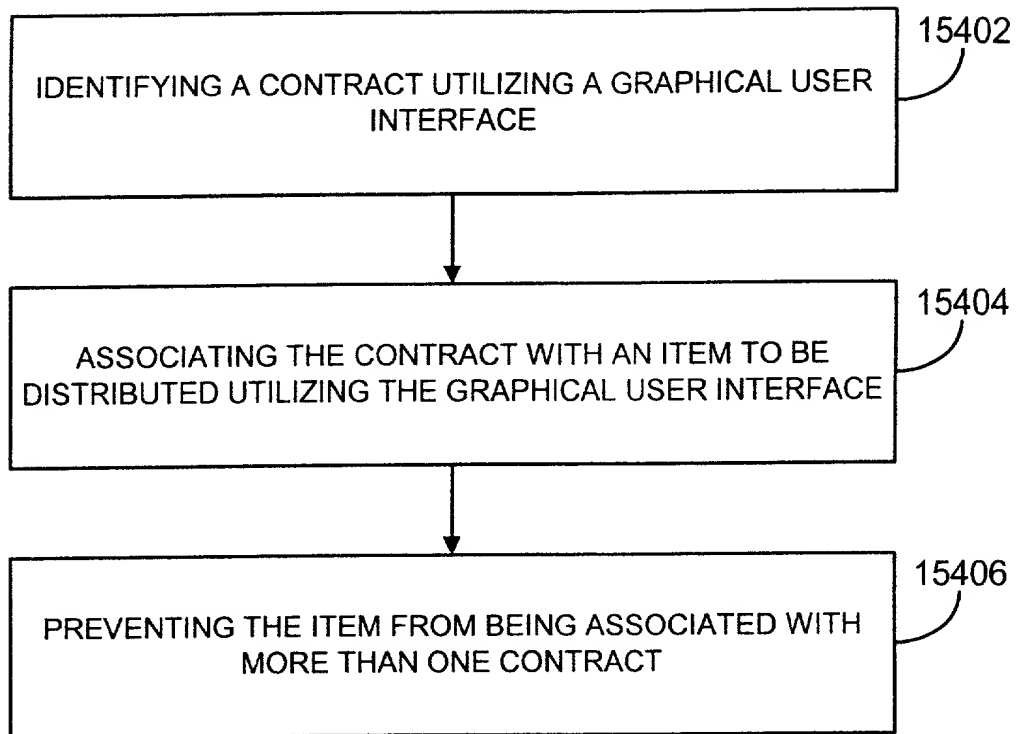 15402
IDENTIFYING A CONTRACT UTILIZING A GRAPHICAL USER
INTERFACE
15404
ASSOCIATING THE CONTRACT WITH AN ITEM TO BE
DISTRIBUTED UTILIZING THE GRAPHICAL USER INTERFACE
15406
PREVENTING THE ITEM FROM BEING ASSOCIATED WITH
MORE THAN ONE CONTRACT